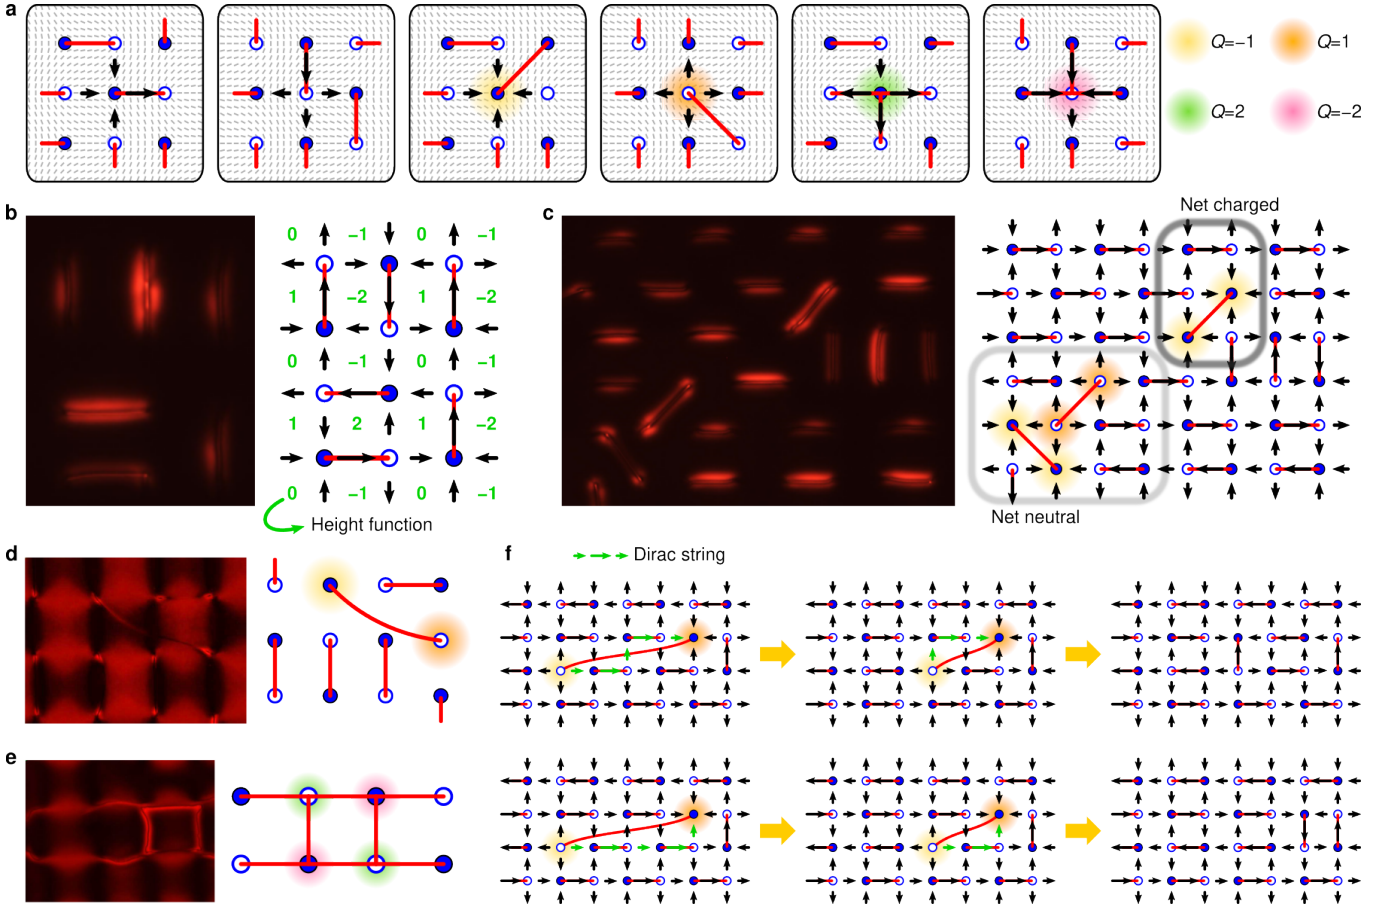 a
Q=−1
Q=1
Q=2
Q=−2
b
0 −1 0 −1
1 −2 1 −2
0 −1 0 −1
1 2 1 −2
0 −1 0 −1
Height function
c
Net charged
Net neutral
d
e
f
Dirac string